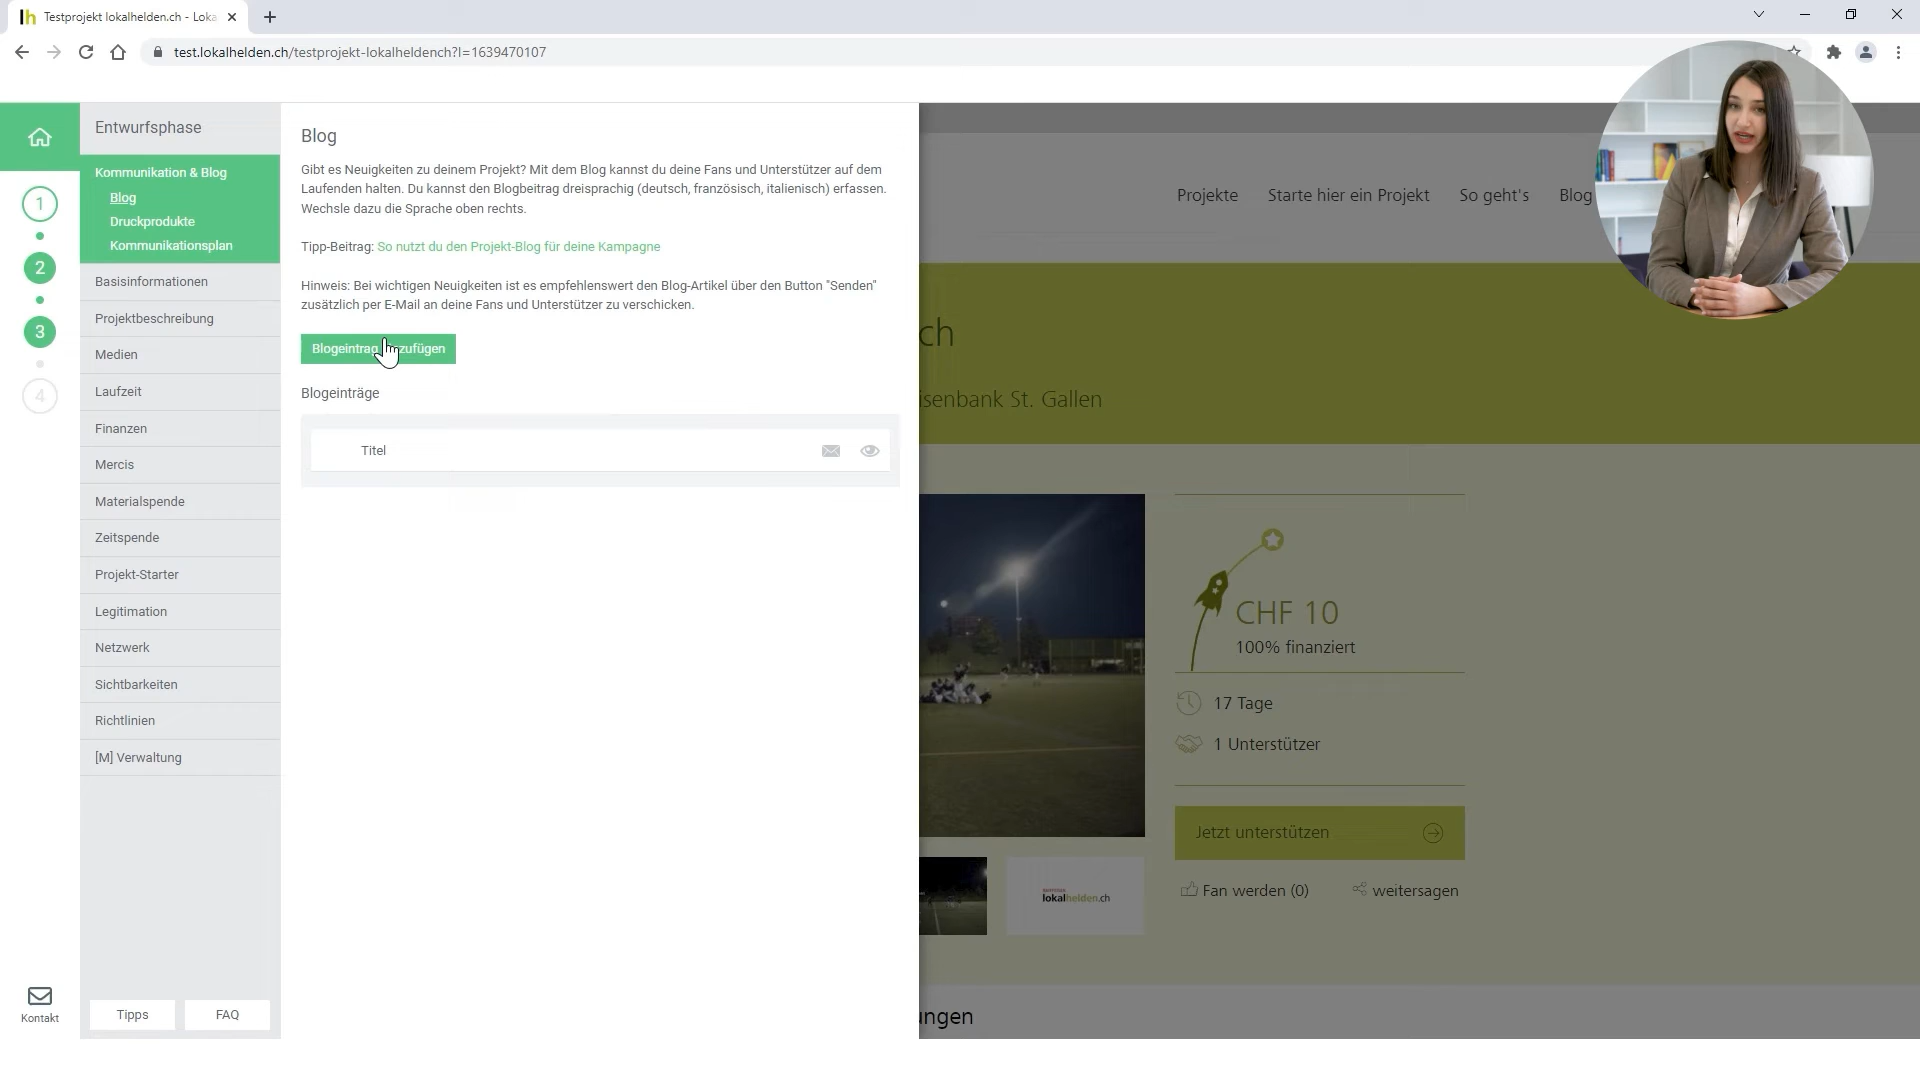 lh Testprojekt lokalhelden.ch - Loka
test.lokalhelden.ch/testprojekt-lokalheldench?l=1639470107
Entwurfsphase
Kommunikation & Blog
Blog
Druckprodukte
Kommunikationsplan
Basisinformationen
Projektbeschreibung
Medien
Laufzeit
Finanzen
Mercis
Materialspende
Zeitspende
Projekt-Starter
Legitimation
Netzwerk
Sichtbarkeiten
Richtlinien
[M] Verwaltung
1
2
3
4
Kontakt
Tipps
FAQ
Blog
Gibt es Neuigkeiten zu deinem Projekt? Mit dem Blog kannst du deine Fans und Unterstützer auf dem
Laufenden halten. Du kannst den Blogbeitrag dreisprachig (deutsch, französisch, italienisch) erfassen.
Wechsle dazu die Sprache oben rechts.
Tipp-Beitrag: So nutzt du den Projekt-Blog für deine Kampagne
Hinweis: Bei wichtigen Neuigkeiten ist es empfehlenswert den Blog-Artikel über den Button "Senden"
zusätzlich per E-Mail an deine Fans und Unterstützer zu verschicken.
Blogeintrag zufügen
Blogeinträge
Titel
Projekte
Starte hier ein Projekt
So geht's
Blog
ch
isenbank St. Gallen
CHF 10
100% finanziert
17 Tage
1 Unterstützer
Jetzt unterstützen
Fan werden (0)
weitersagen
lokalhelden.ch
ungen